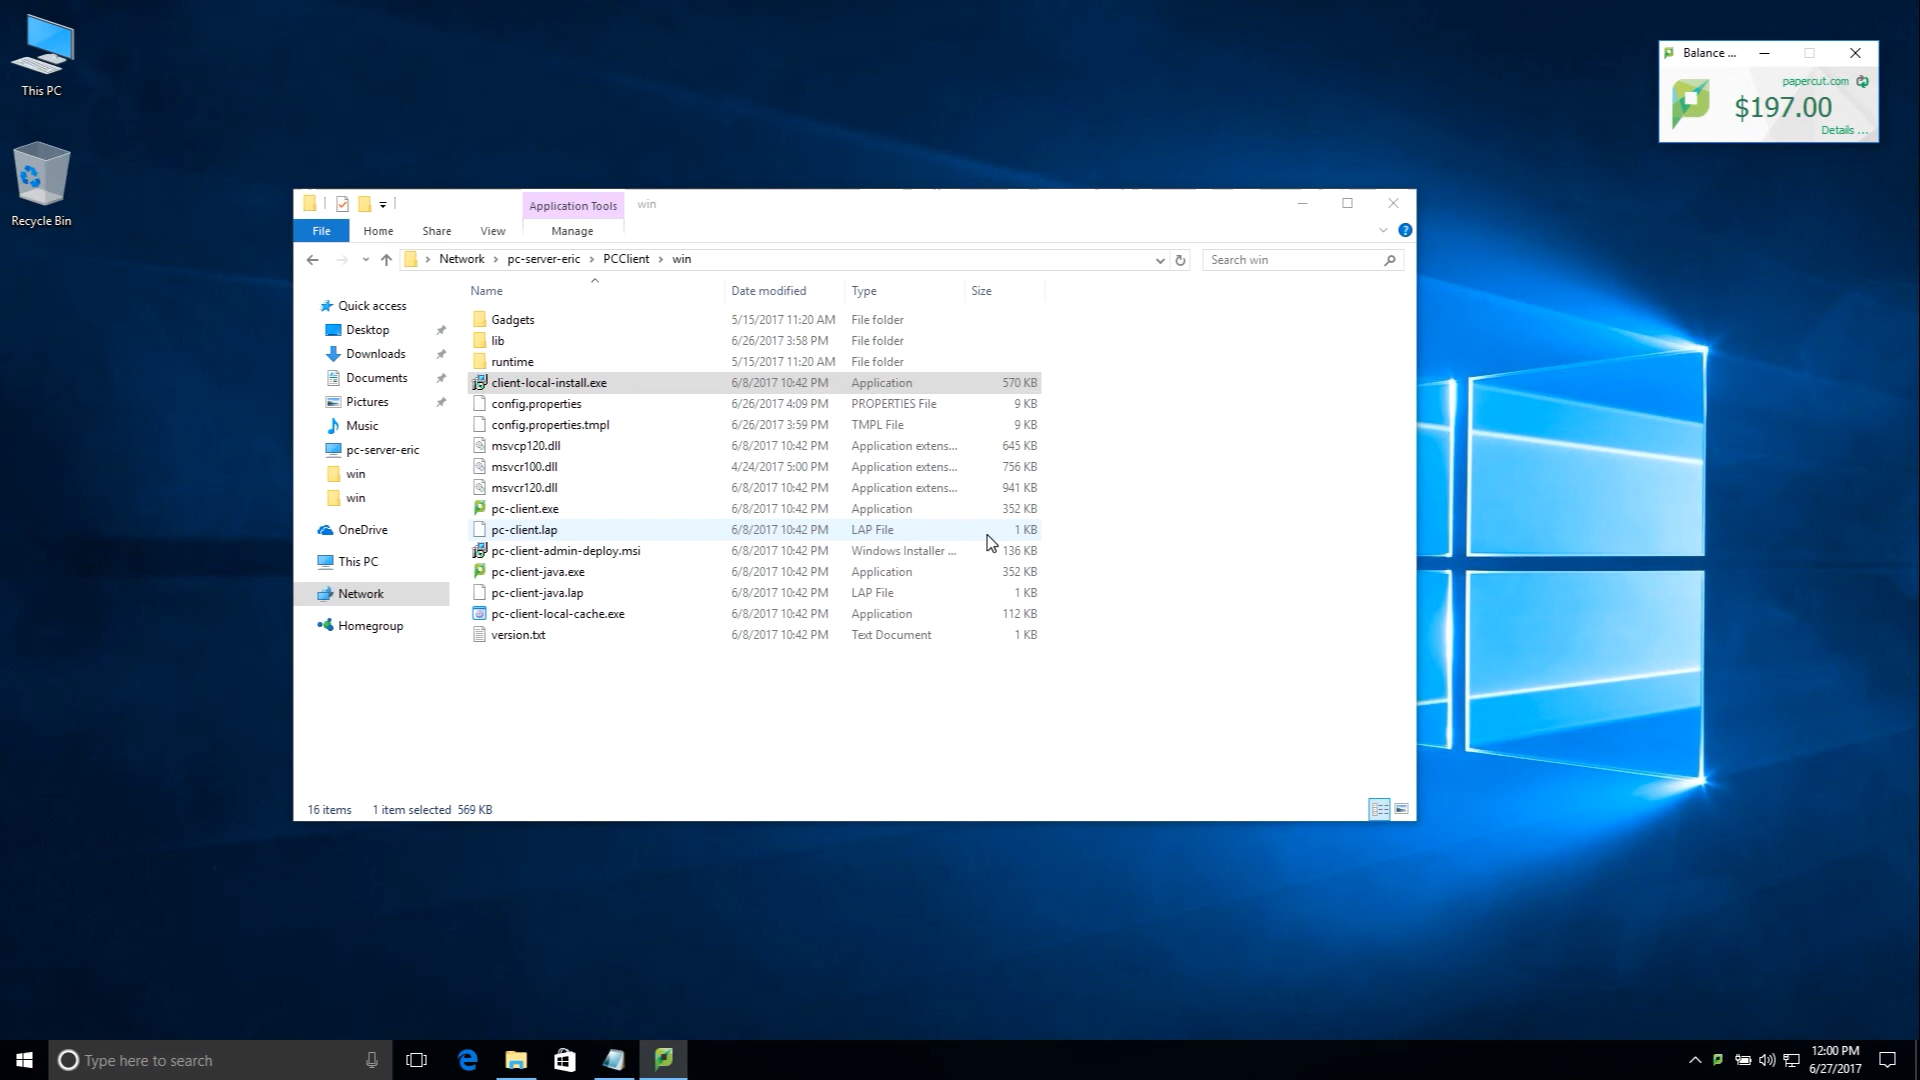 This PC
Recycle Bin
Balance ...
papercut.com
$197.00
Details ...
Application Tools win
File Home Share View Manage
Network pc-server-eric PCClient win
Search win
Name Date modified Type Size
Quick access
Desktop
Downloads
Documents
Pictures
Music
pc-server-eric
win
win
OneDrive
This PC
Network
Homegroup
Gadgets 5/15/2017 11:20 AM File folder
lib 6/26/2017 3:58 PM File folder
runtime 5/15/2017 11:20 AM File folder
client-local-install.exe 6/8/2017 10:42 PM Application 570 KB
config.properties 6/26/2017 4:09 PM PROPERTIES File 9 KB
config.properties.tmpl 6/26/2017 3:59 PM TMPL File 9 KB
msvcp120.dll 6/8/2017 10:42 PM Application extens... 645 KB
msvcr100.dll 4/24/2017 5:00 PM Application extens... 756 KB
msvcr120.dll 6/8/2017 10:42 PM Application extens... 941 KB
pc-client.exe 6/8/2017 10:42 PM Application 352 KB
pc-client.lap 6/8/2017 10:42 PM LAP File 1 KB
pc-client-admin-deploy.msi 6/8/2017 10:42 PM Windows Installer ... 136 KB
pc-client-java.exe 6/8/2017 10:42 PM Application 352 KB
pc-client-java.lap 6/8/2017 10:42 PM LAP File 1 KB
pc-client-local-cache.exe 6/8/2017 10:42 PM Application 112 KB
version.txt 6/8/2017 10:42 PM Text Document 1 KB
16 items 1 item selected 569 KB
Type here to search
12:00 PM
6/27/2017